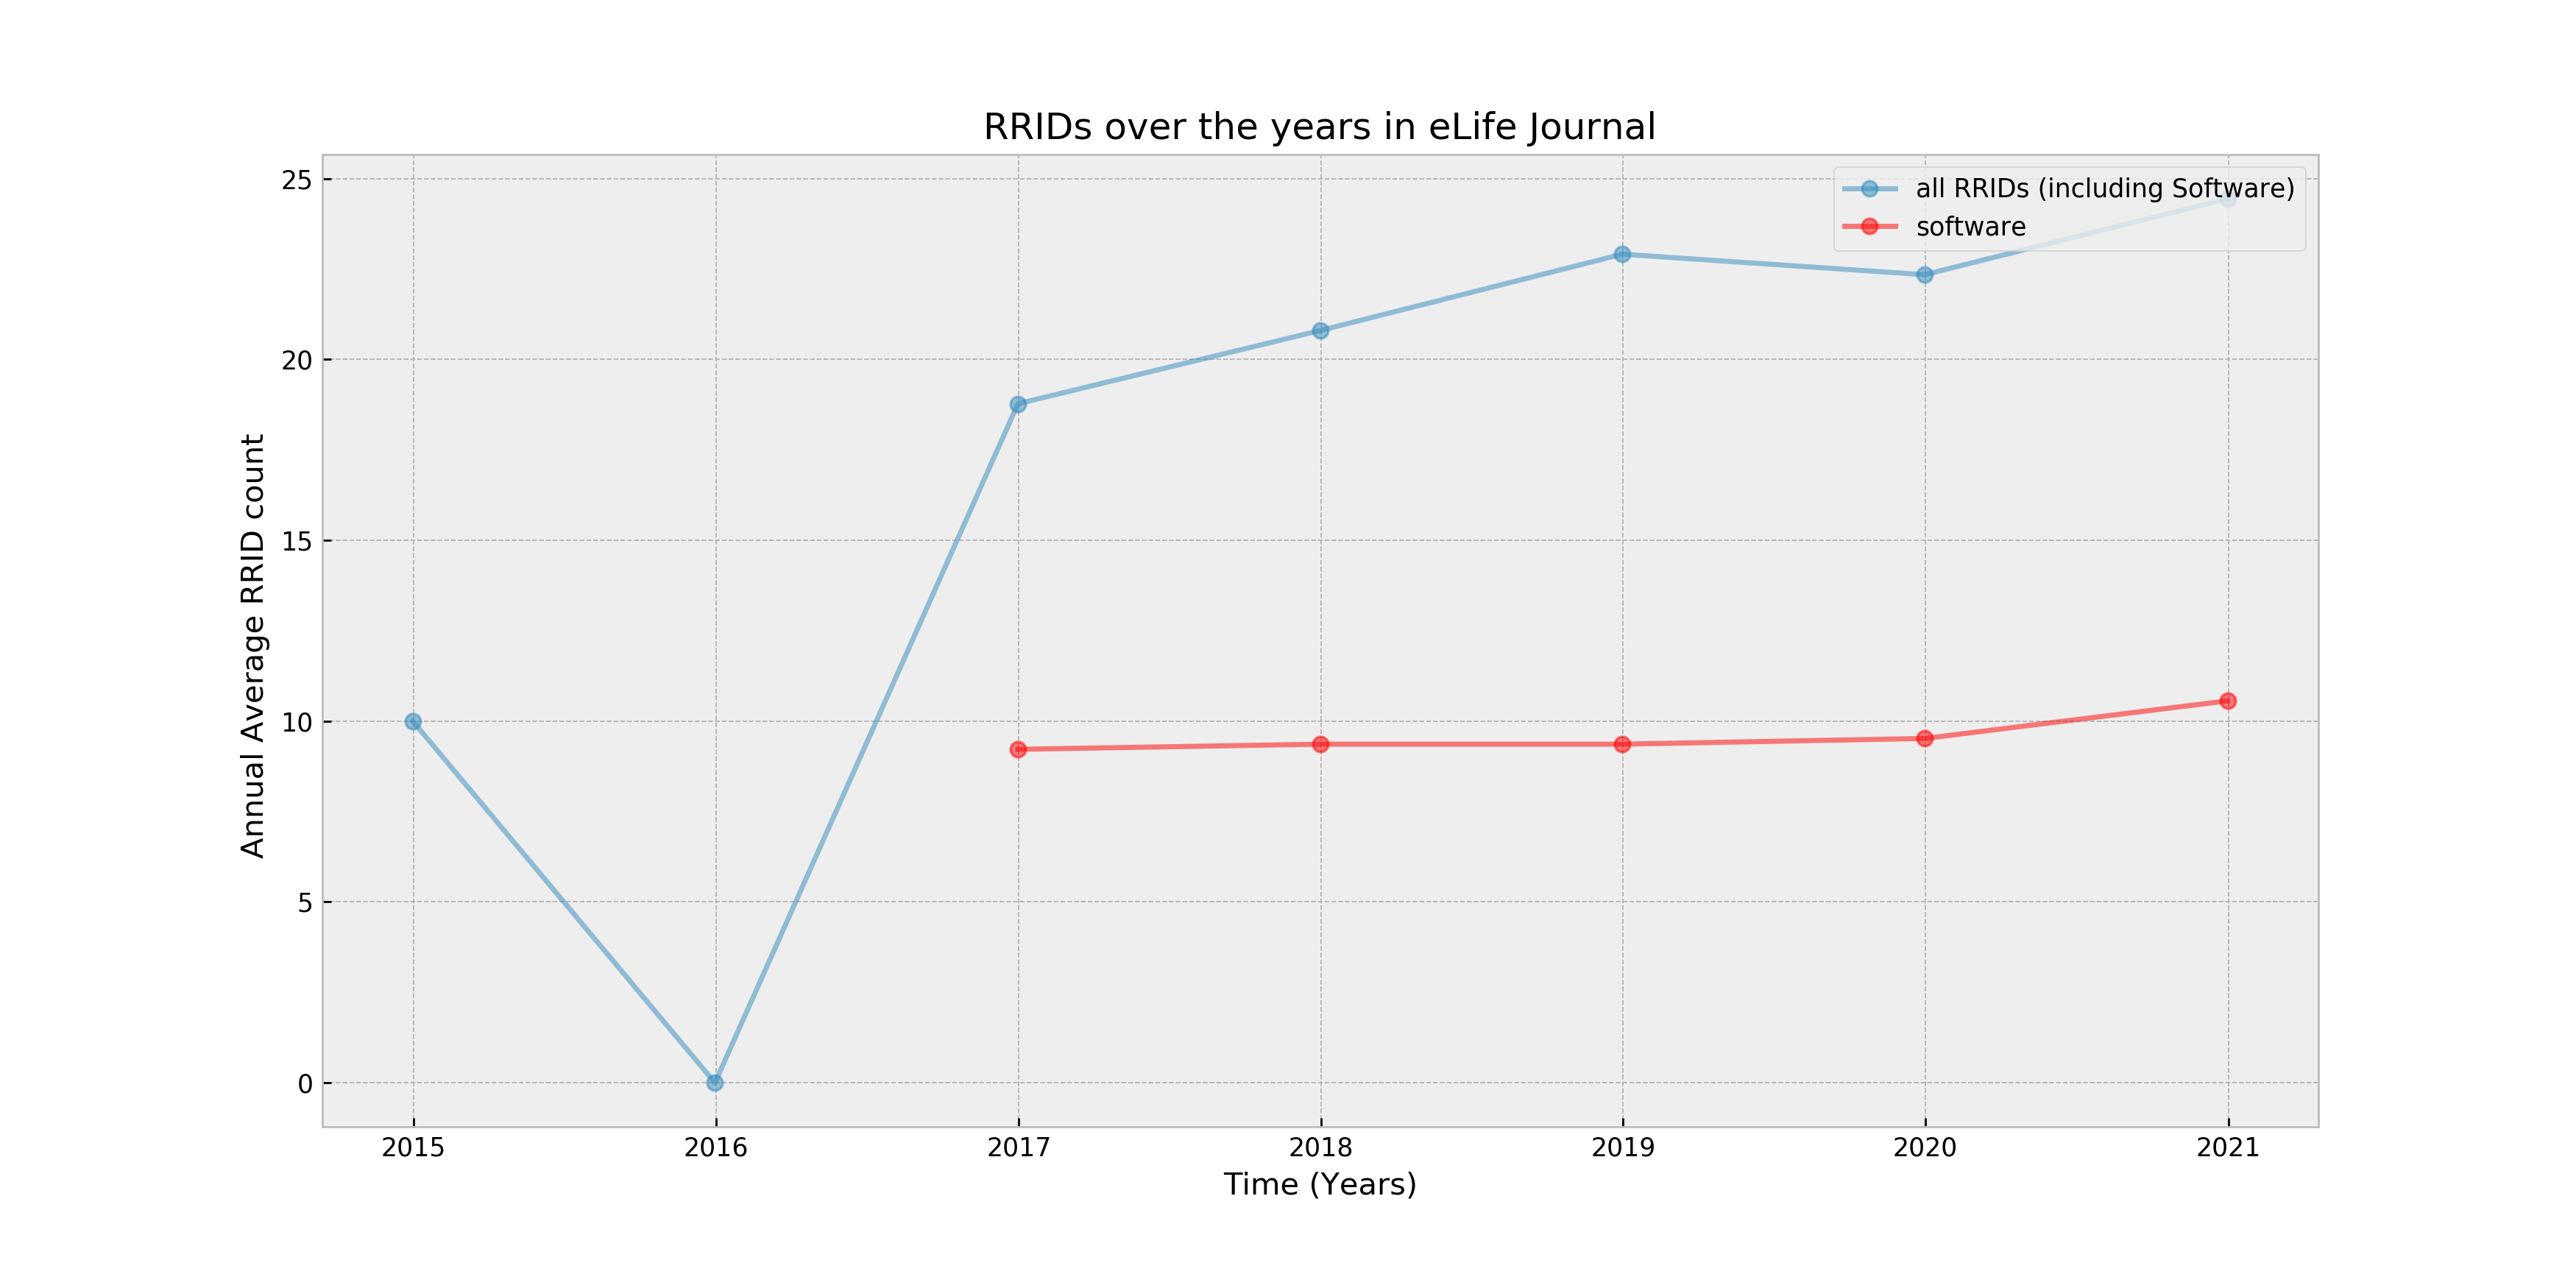 RRIDs over the years in eLife Journal
all RRIDs (including Software)
software
Annual Average RRID count
25
20
15
10
5
0
2015 2016 2017 2018 2019 2020 2021
Time (Years)